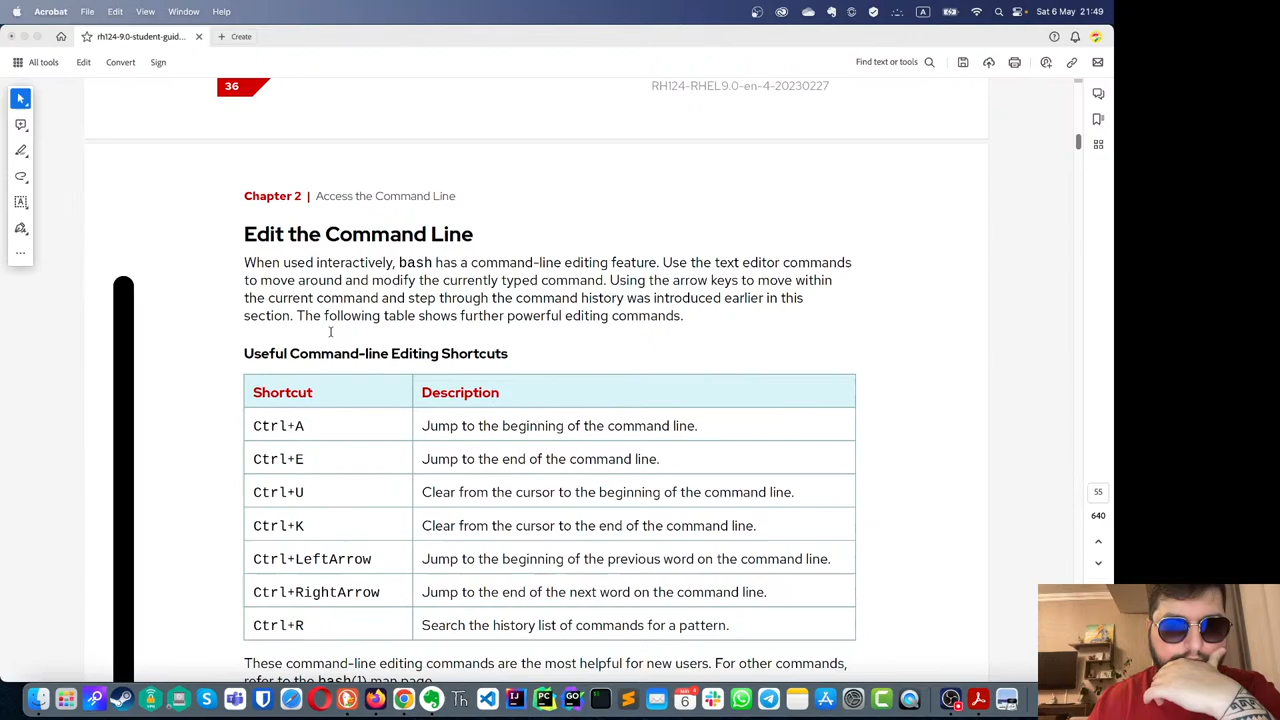 Acrobat File Edit View Window Help
A
Sat 6 May 21:49
rh124-9.0-student-guid...
Create
All tools Edit Convert Sign
Find text or tools
36
RH124-RHEL9.0-en-4-20230227
Chapter 2 | Access the Command Line
Edit the Command Line
When used interactively, bash has a command-line editing feature. Use the text editor commands
to move around and modify the currently typed command. Using the arrow keys to move within
the current command and step through the command history was introduced earlier in this
section. The following table shows further powerful editing commands.
Useful Command-line Editing Shortcuts
Shortcut Description
Ctrl+A Jump to the beginning of the command line.
Ctrl+E Jump to the end of the command line.
Ctrl+U Clear from the cursor to the beginning of the command line.
Ctrl+K Clear from the cursor to the end of the command line.
Ctrl+LeftArrow Jump to the beginning of the previous word on the command line.
Ctrl+RightArrow Jump to the end of the next word on the command line.
Ctrl+R Search the history list of commands for a pattern.
These command-line editing commands are the most helpful for new users. For other commands,
refer to the bash(1) man page.
55
640